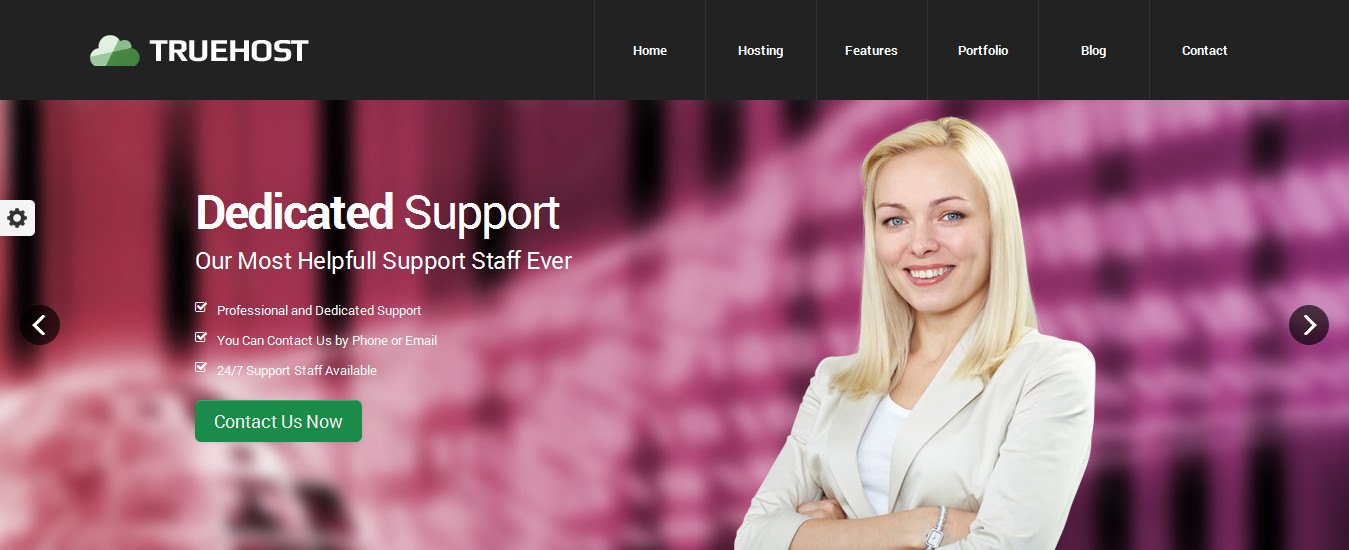 TRUEHOST
Home Hosting Features Portfolio Blog Contact
Dedicated Support
Our Most Helpfull Support Staff Ever
Professional and Dedicated Support
You Can Contact Us by Phone or Email
24/7 Support Staff Available
Contact Us Now